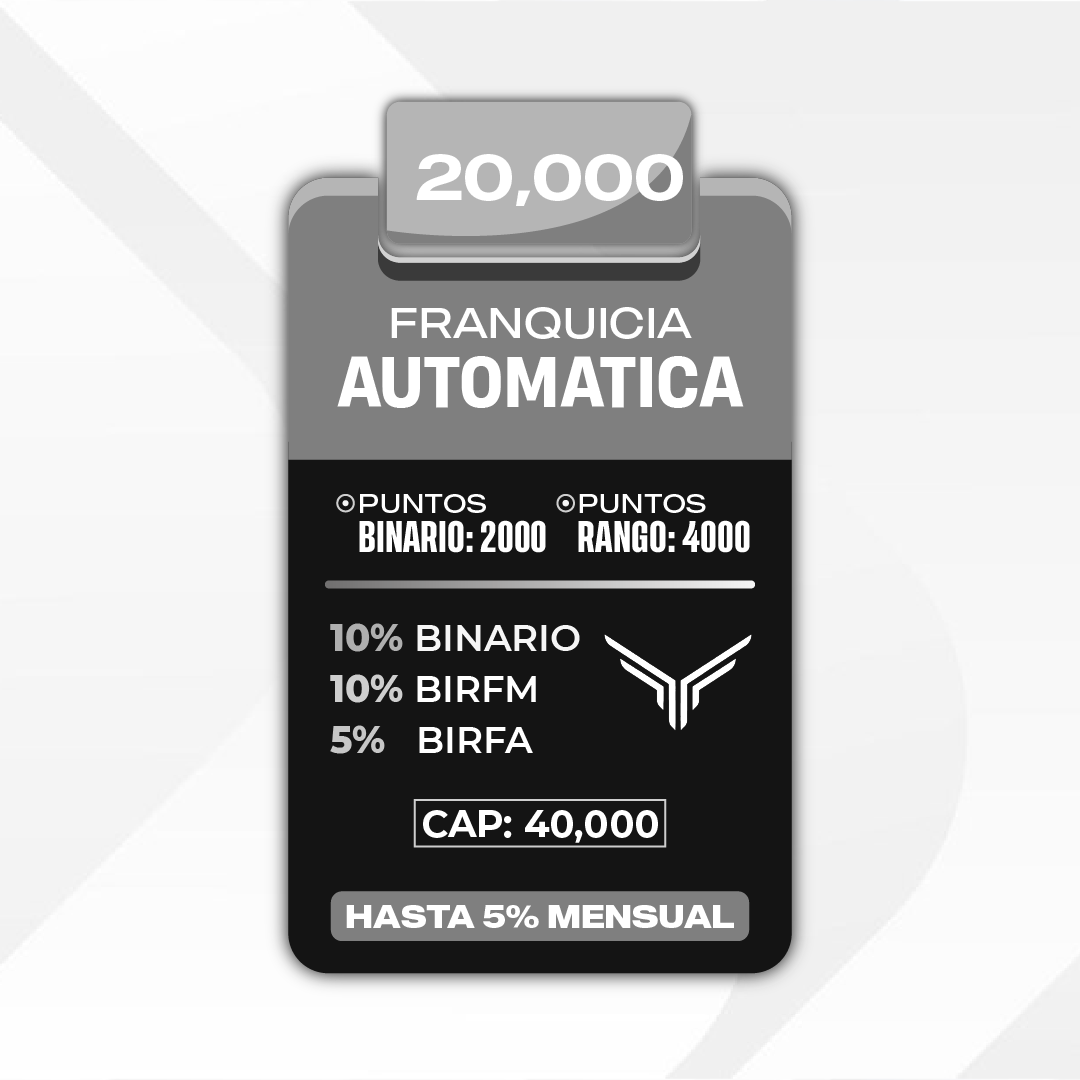 20,000
FRANQUICIA
AUTOMATICA
PUNTOS
BINARIO: 2000
PUNTOS
RANGO: 4000
10% BINARIO
10% BIRFM
5% BIRFA
CAP: 40,000
HASTA 5% MENSUAL